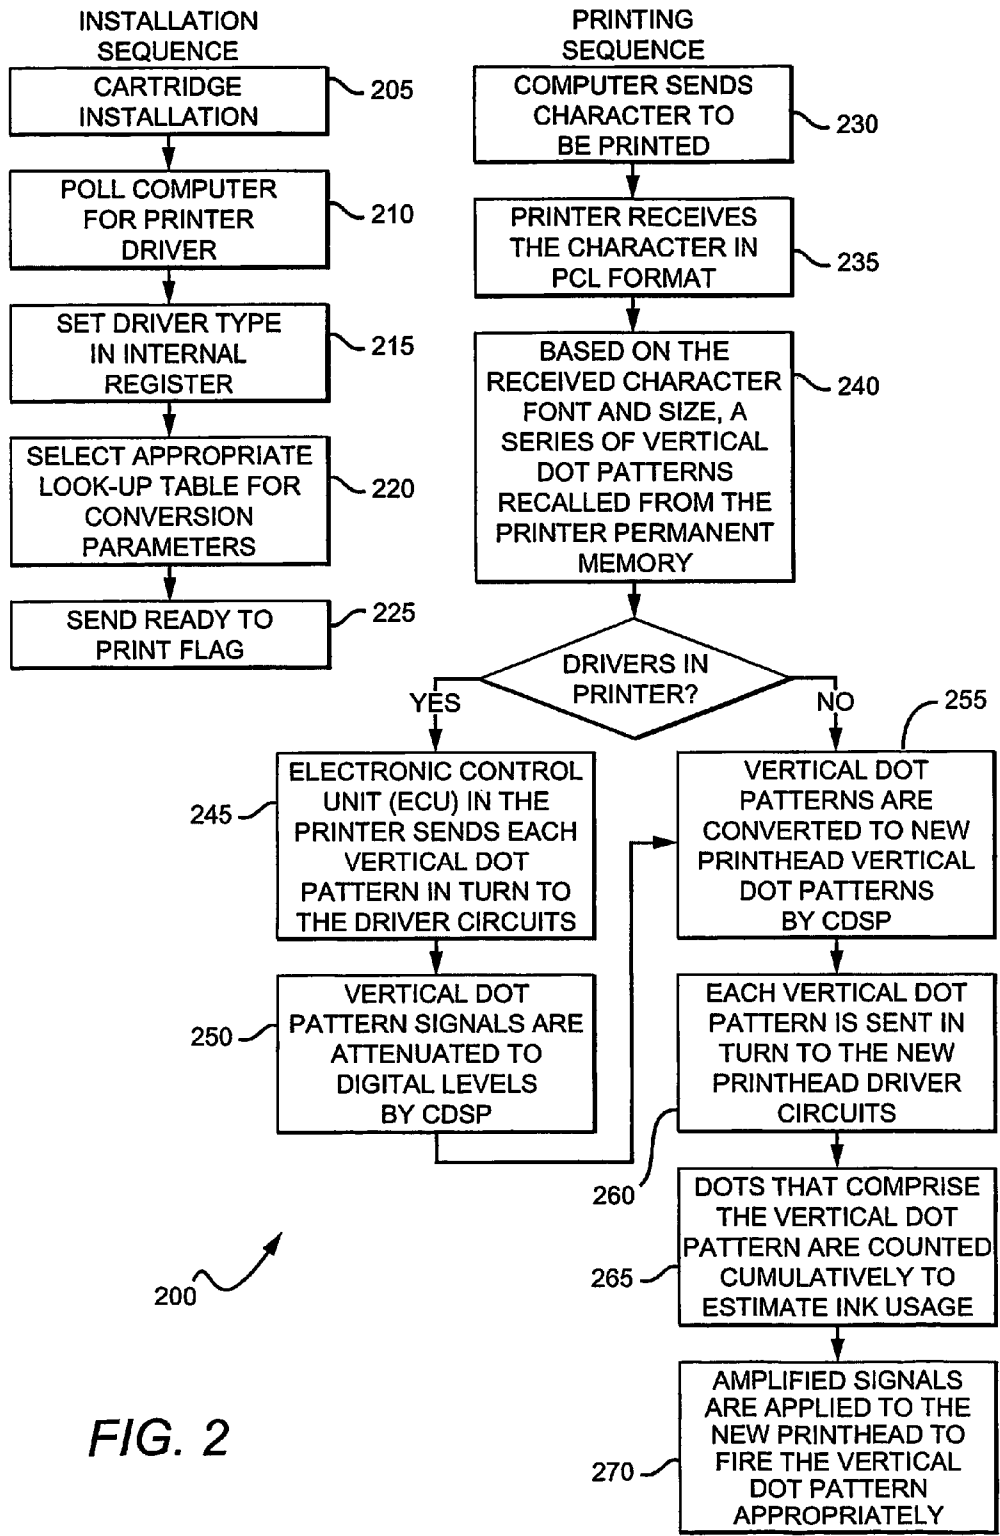 INSTALLATION
SEQUENCE
CARTRIDGE
INSTALLATION
205
POLL COMPUTER
FOR PRINTER
DRIVER
210
SET DRIVER TYPE
IN INTERNAL
REGISTER
215
SELECT APPROPRIATE
LOOK-UP TABLE FOR
CONVERSION
PARAMETERS
220
SEND READY TO
PRINT FLAG
225
PRINTING
SEQUENCE
COMPUTER SENDS
CHARACTER TO
BE PRINTED
230
PRINTER RECEIVES
THE CHARACTER IN
PCL FORMAT
235
BASED ON THE
RECEIVED CHARACTER
FONT AND SIZE, A
SERIES OF VERTICAL
DOT PATTERNS
RECALLED FROM THE
PRINTER PERMANENT
MEMORY
240
DRIVERS IN
PRINTER?
YES
NO
ELECTRONIC CONTROL
UNIT (ECU) IN THE
PRINTER SENDS EACH
VERTICAL DOT
PATTERN IN TURN TO
THE DRIVER CIRCUITS
245
VERTICAL DOT
PATTERN SIGNALS ARE
ATTENUATED TO
DIGITAL LEVELS
BY CDSP
250
VERTICAL DOT
PATTERNS ARE
CONVERTED TO NEW
PRINTHEAD VERTICAL
DOT PATTERNS
BY CDSP
255
EACH VERTICAL DOT
PATTERN IS SENT IN
TURN TO THE NEW
PRINTHEAD DRIVER
CIRCUITS
260
DOTS THAT COMPRISE
THE VERTICAL DOT
PATTERN ARE COUNTED
CUMULATIVELY TO
ESTIMATE INK USAGE
265
AMPLIFIED SIGNALS
ARE APPLIED TO THE
NEW PRINTHEAD TO
FIRE THE VERTICAL
DOT PATTERN
APPROPRIATELY
270
200
FIG. 2